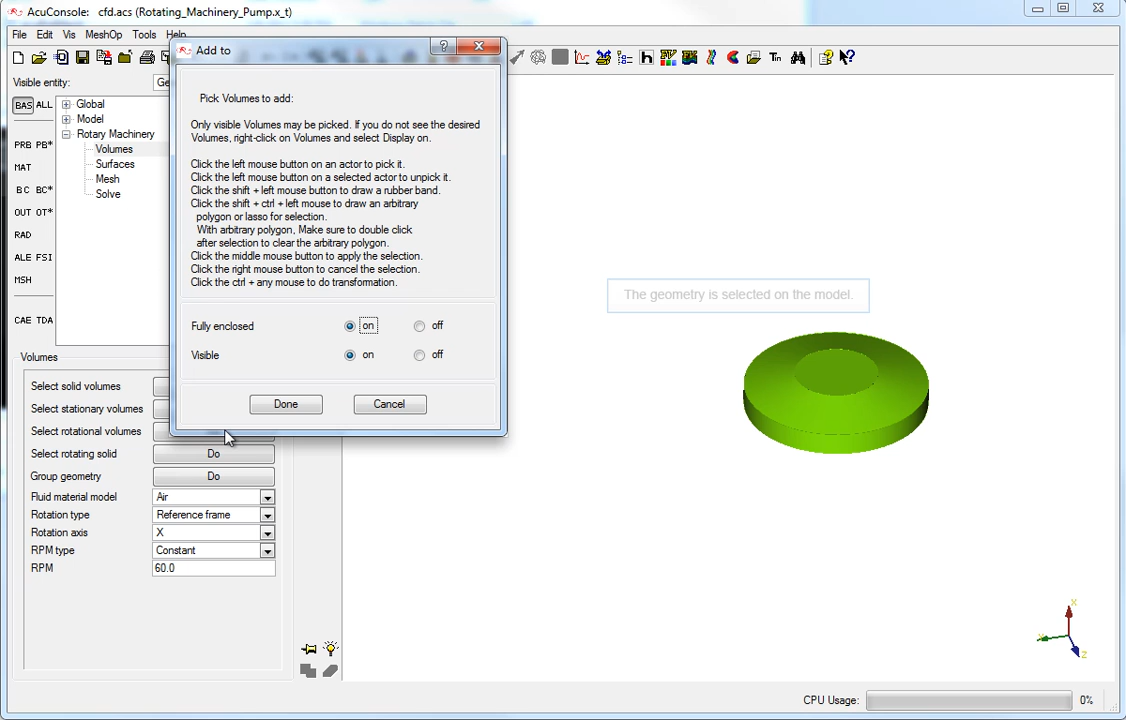 AcuConsole: cfd.acs (Rotating_Machinery_Pump.x_t)
File Edit Vis MeshOp Tools Help
Add to
Visible entity:
BAS ALL
PRB PB*
MAT
BC BC*
OUT OT*
RAD
ALE FSI
MSH
CAE TDA
Global
Model
Rotary Machinery
Volumes
Surfaces
Mesh
Solve
Pick Volumes to add:
Only visible Volumes may be picked. If you do not see the desired
Volumes, right-click on Volumes and select Display on.
Click the left mouse button on an actor to pick it.
Click the left mouse button on a selected actor to unpick it.
Click the shift + left mouse button to draw a rubber band.
Click the shift + ctrl + left mouse to draw an arbitrary
polygon or lasso for selection.
With arbitrary polygon, Make sure to double click
after selection to clear the arbitrary polygon.
Click the middle mouse button to apply the selection.
Click the right mouse button to cancel the selection.
Click the ctrl + any mouse to do transformation.
Fully enclosed on off
Visible on off
Done Cancel
The geometry is selected on the model.
Volumes
Select solid volumes
Select stationary volumes
Select rotational volumes
Select rotating solid Do
Group geometry Do
Fluid material model Air
Rotation type Reference frame
Rotation axis X
RPM type Constant
RPM 60.0
X
Z
CPU Usage: 0%